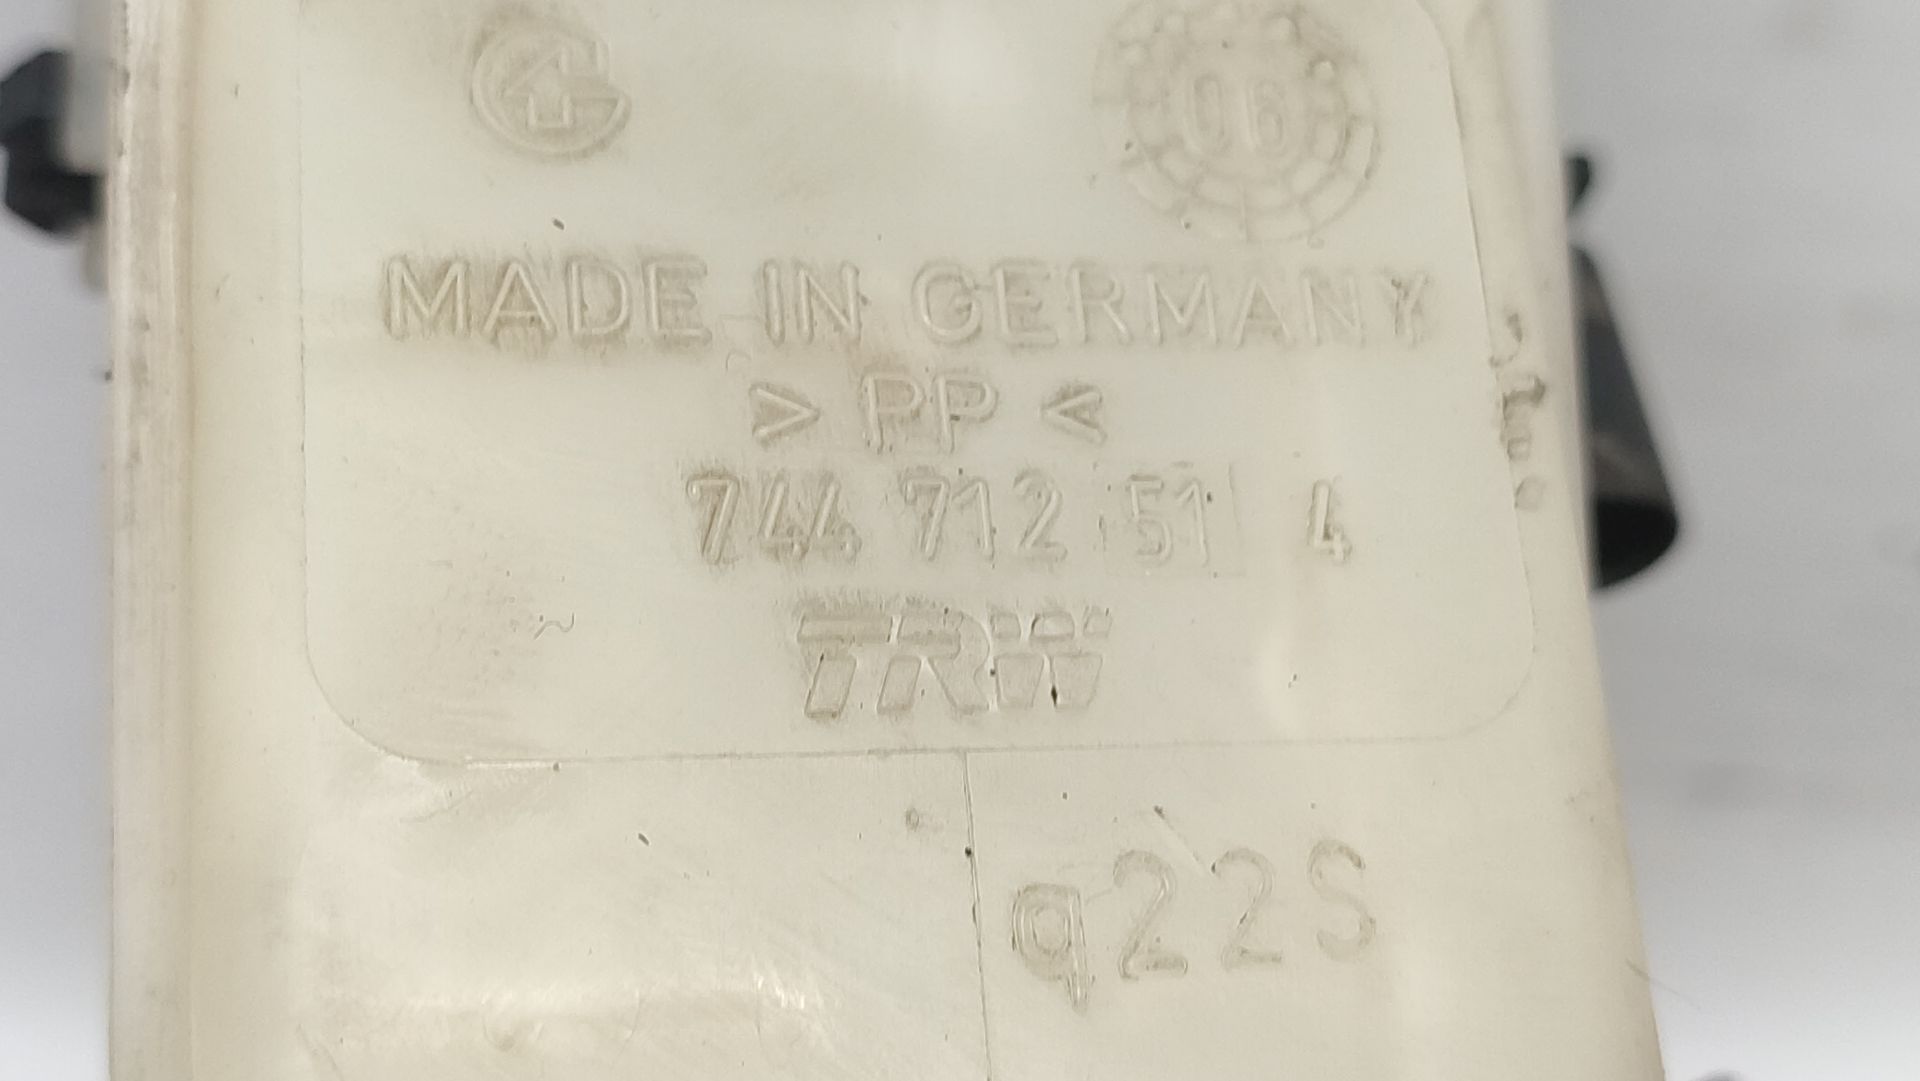 06
MADE IN GERMANY
> PP <
744 712 51 4
TRW
q22S